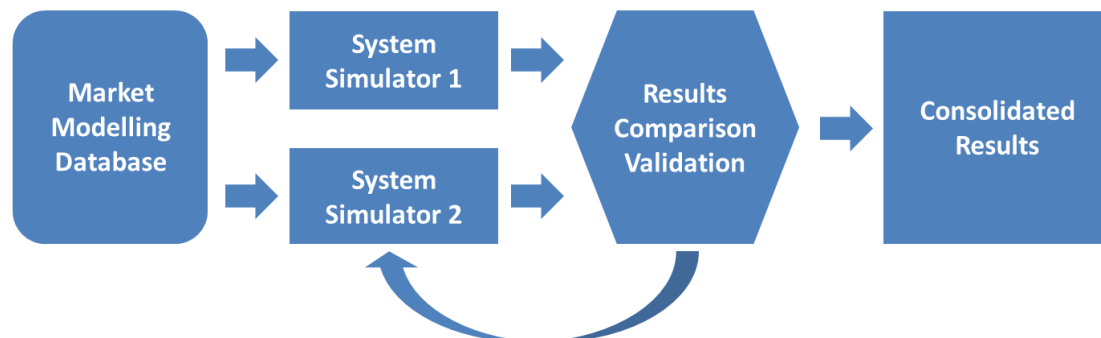 Market
Modelling
Database
System
Simulator 1
System
Simulator 2
Results
Comparison
Validation
Consolidated
Results